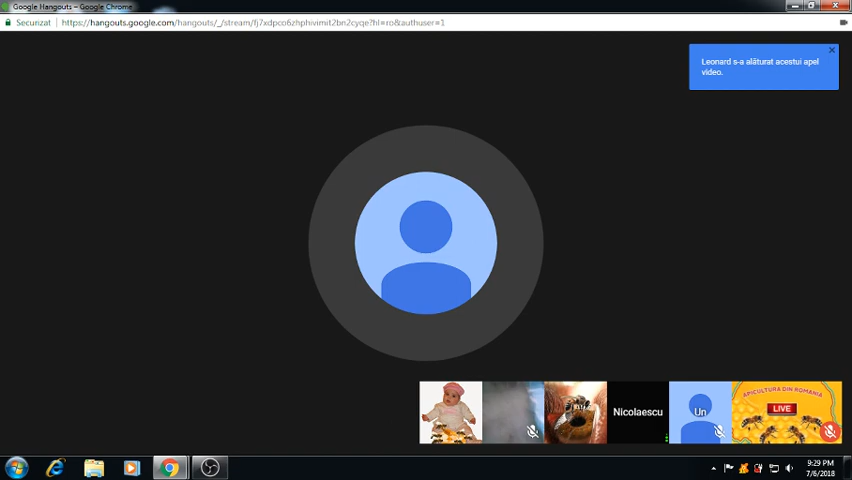 Google Hangouts – Google Chrome
Securizat
https://hangouts.google.com/hangouts/_/stream/fj7xdpco6zhphivimit2bn2cyqe?hl=ro&authuser=1
Leonard s-a alăturat acestui apel
video.
Nicolaescu
Un
APICULTURA DIN ROMANIA
LIVE
9:29 PM
7/6/2018